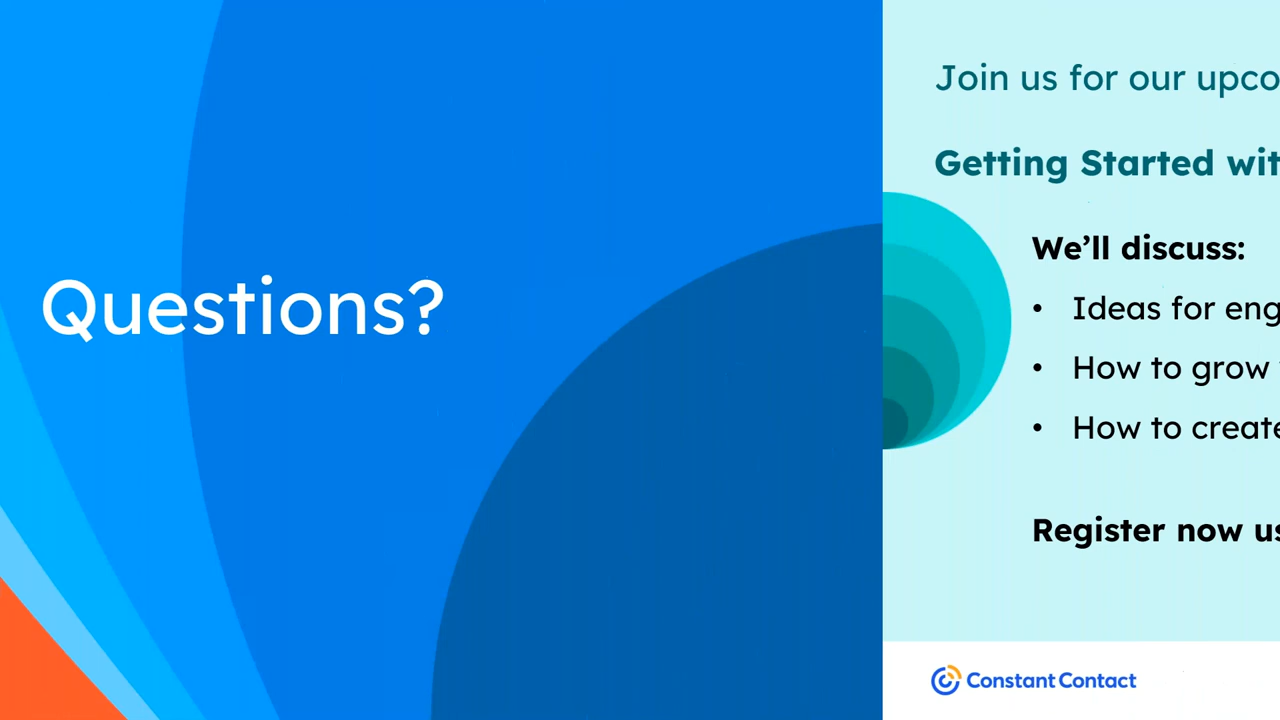 Questions?
Join us for our upco
Getting Started wit
We'll discuss:
• Ideas for eng
• How to grow
• How to create
Register now us
Constant Contact